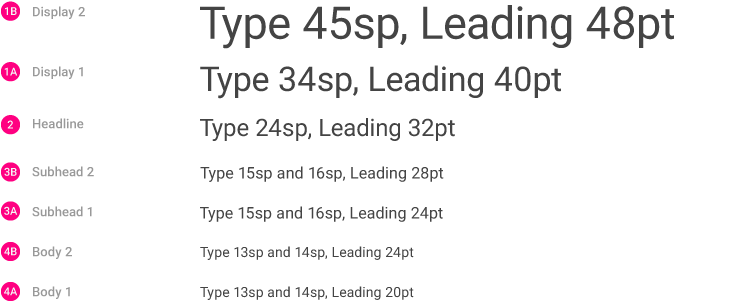 1B Display 2 Type 45sp, Leading 48pt
1A Display 1 Type 34sp, Leading 40pt
2 Headline Type 24sp, Leading 32pt
3B Subhead 2 Type 15sp and 16sp, Leading 28pt
3A Subhead 1 Type 15sp and 16sp, Leading 24pt
4B Body 2 Type 13sp and 14sp, Leading 24pt
4A Body 1 Type 13sp and 14sp, Leading 20pt